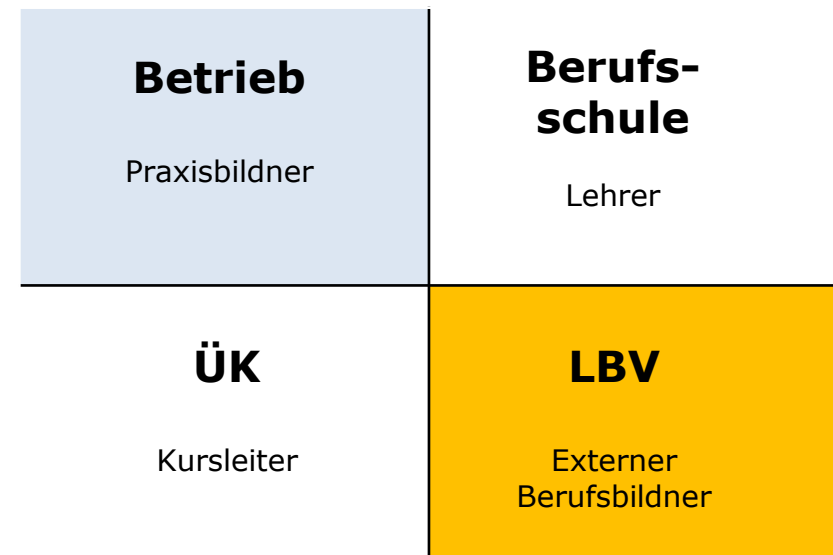 Betrieb
Praxisbildner
Berufs-
schule
Lehrer
ÜK
Kursleiter
LBV
Externer
Berufsbildner